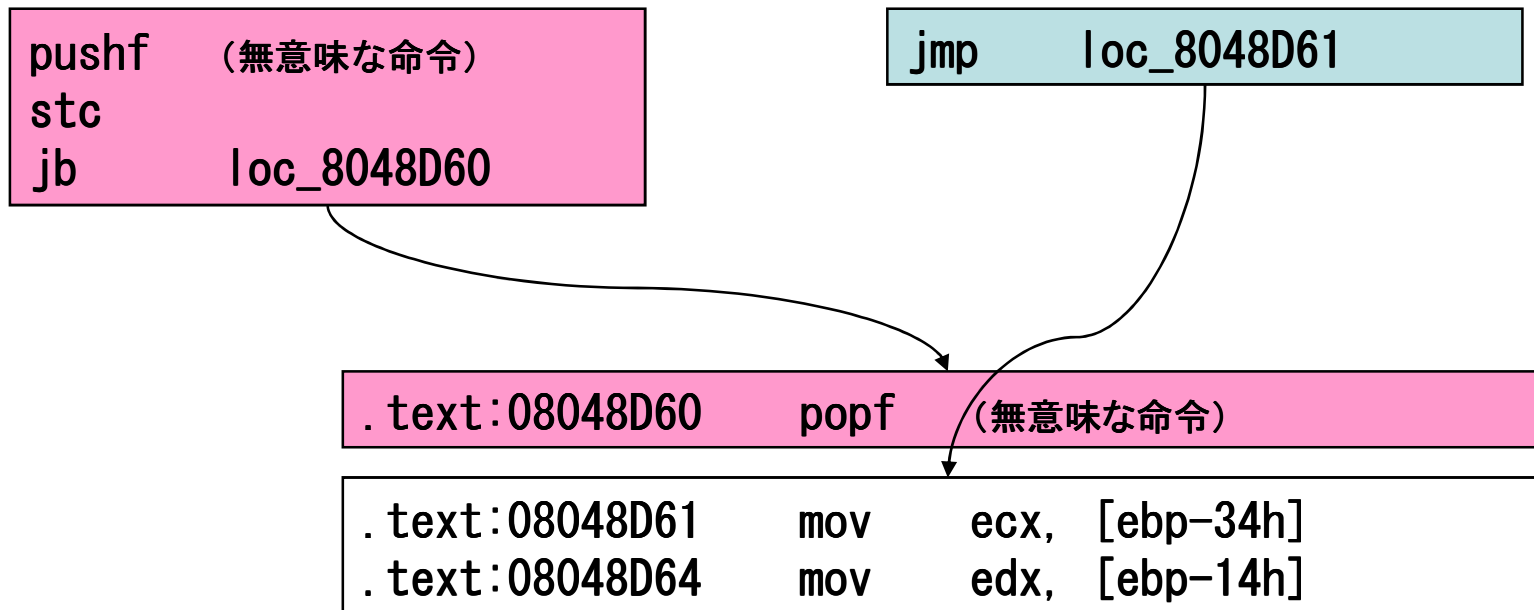 pushf （無意味な命令）
stc
jb loc_8048D60
jmp loc_8048D61
.text:08048D60 popf （無意味な命令）
.text:08048D61 mov ecx, [ebp-34h]
.text:08048D64 mov edx, [ebp-14h]